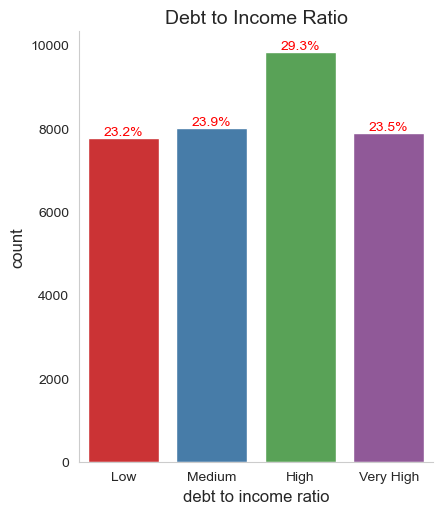 Debt to Income Ratio
10000
8000
6000
4000
2000
0
count
23.2%
23.9%
29.3%
23.5%
Low
Medium
High
Very High
debt to income ratio